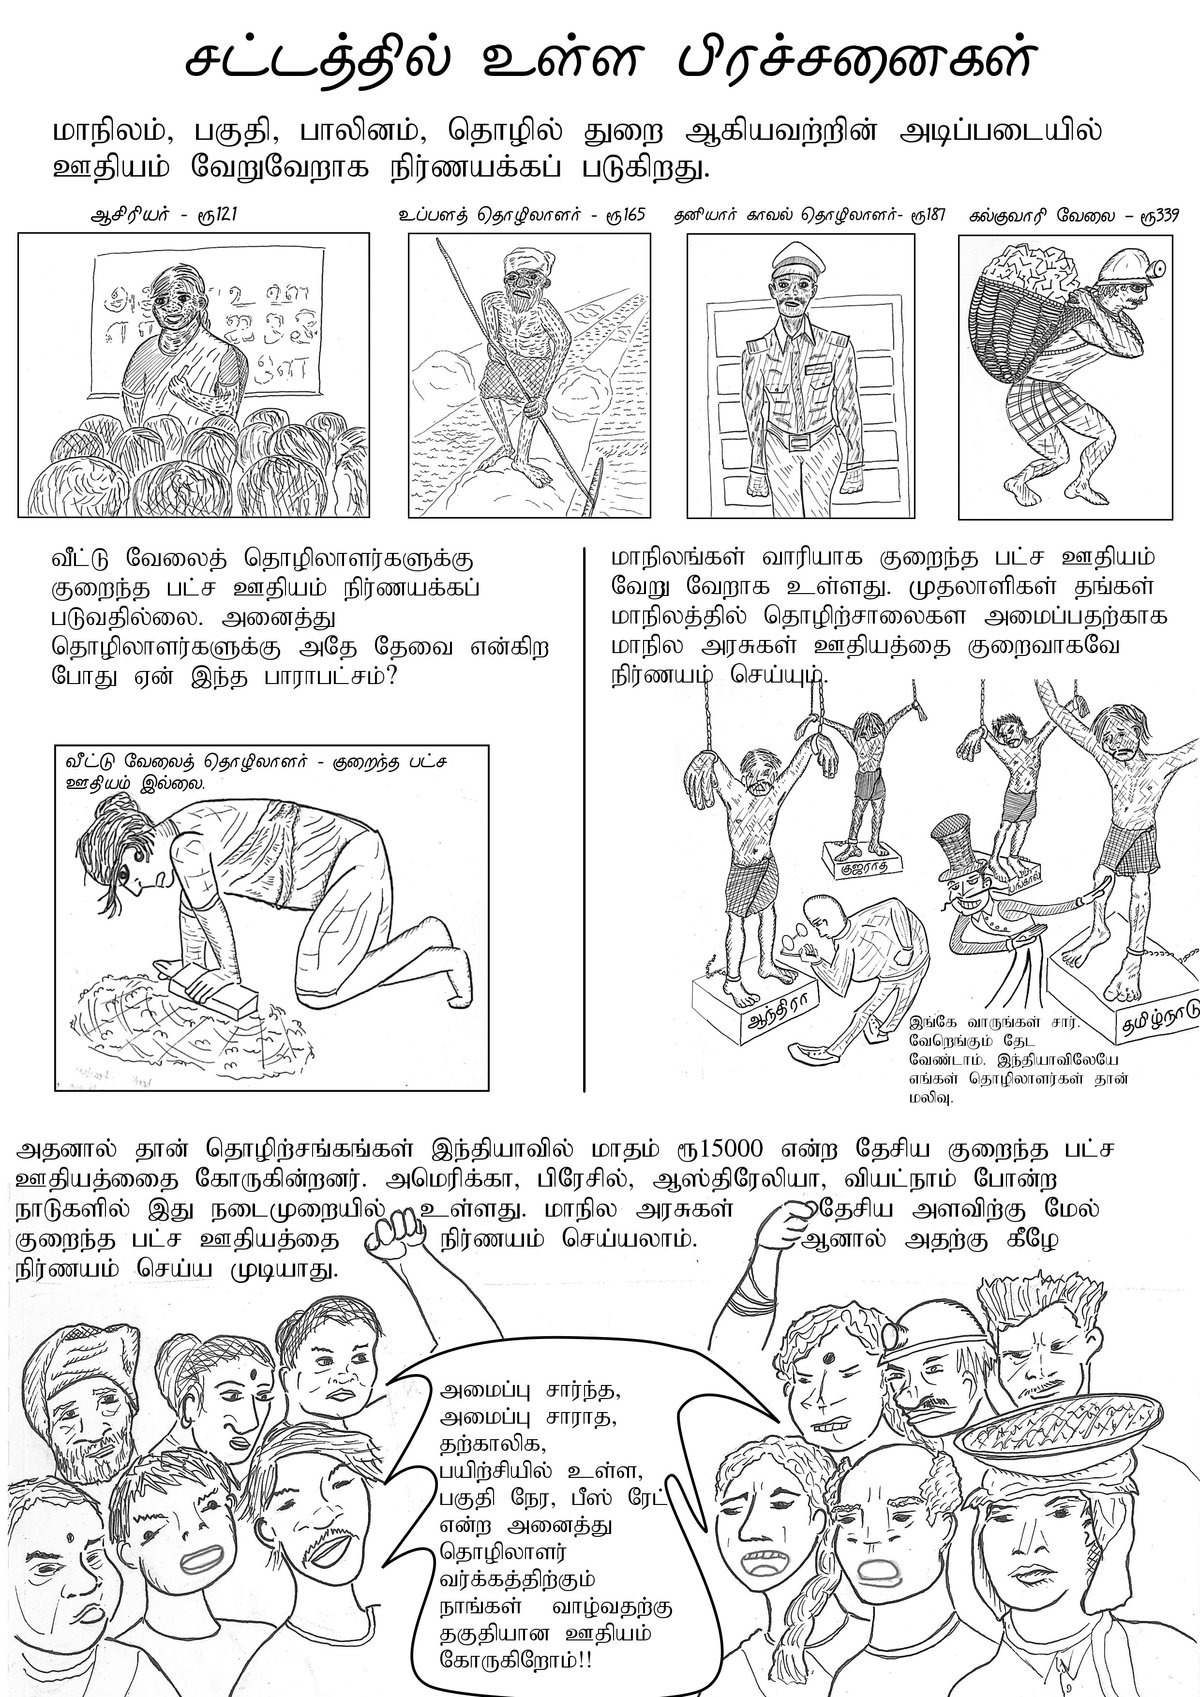 சட்டத்தில் உள்ள பிரச்சனைகள்
மாநிலம், பகுதி, பாலினம், தொழில் துறை ஆகியவற்றின் அடிப்படையில்
ஊதியம் வேறுவேறாக நிர்ணயக்கப் படுகிறது.
ஆசிரியர் - ரூ121
உப்பளத் தொழிலாளர் - ரூ165
தனியார் காவல் தொழிலாளர்- ரூ187
கல்குவாரி வேலை – ரூ339
வீட்டு வேலைத் தொழிலாளர்களுக்கு
குறைந்த பட்ச ஊதியம் நிர்ணயக்கப்
படுவதில்லை. அனைத்து
தொழிலாளர்களுக்கு அதே தேவை என்கிற
போது ஏன் இந்த பாராபட்சம்?
வீட்டு வேலைத் தொழிலாளர் - குறைந்த பட்ச
ஊதியம் இல்லை.
மாநிலங்கள் வாரியாக குறைந்த பட்ச ஊதியம்
வேறு வேறாக உள்ளது. முதலாளிகள் தங்கள்
மாநிலத்தில் தொழிற்சாலைகள அமைப்பதற்காக
மாநில அரசுகள் ஊதியத்தை குறைவாகவே
நிர்ணயம் செய்யும்.
குஜராத்
ஆந்திரா
தமிழ்நாடு
இங்கே வாருங்கள் சார்.
வேறெங்கும் தேட
வேண்டாம். இந்தியாவிலேயே
எங்கள் தொழிலாளர்கள் தான்
மலிவு.
அதனால் தான் தொழிற்சங்கங்கள் இந்தியாவில் மாதம் ரூ15000 என்ற தேசிய குறைந்த பட்ச
ஊதியத்தைை கோருகின்றனர். அமெரிக்கா, பிரேசில், ஆஸ்திரேலியா, வியட்நாம் போன்ற
நாடுகளில் இது நடைமுறையில் உள்ளது. மாநில அரசுகள் தேசிய அளவிற்கு மேல்
குறைந்த பட்ச ஊதியத்தை நிர்ணயம் செய்யலாம். ஆனால் அதற்கு கீழே
நிர்ணயம் செய்ய முடியாது.
அமைப்பு சார்ந்த,
அமைப்பு சாராத,
தற்காலிக,
பயிற்சியில் உள்ள,
பகுதி நேர, பீஸ் ரேட்
என்ற அனைத்து
தொழிலாளர்
வர்க்கத்திற்கும்
நாங்கள் வாழ்வதற்கு
தகுதியான ஊதியம்
கோருகிறோம்!!